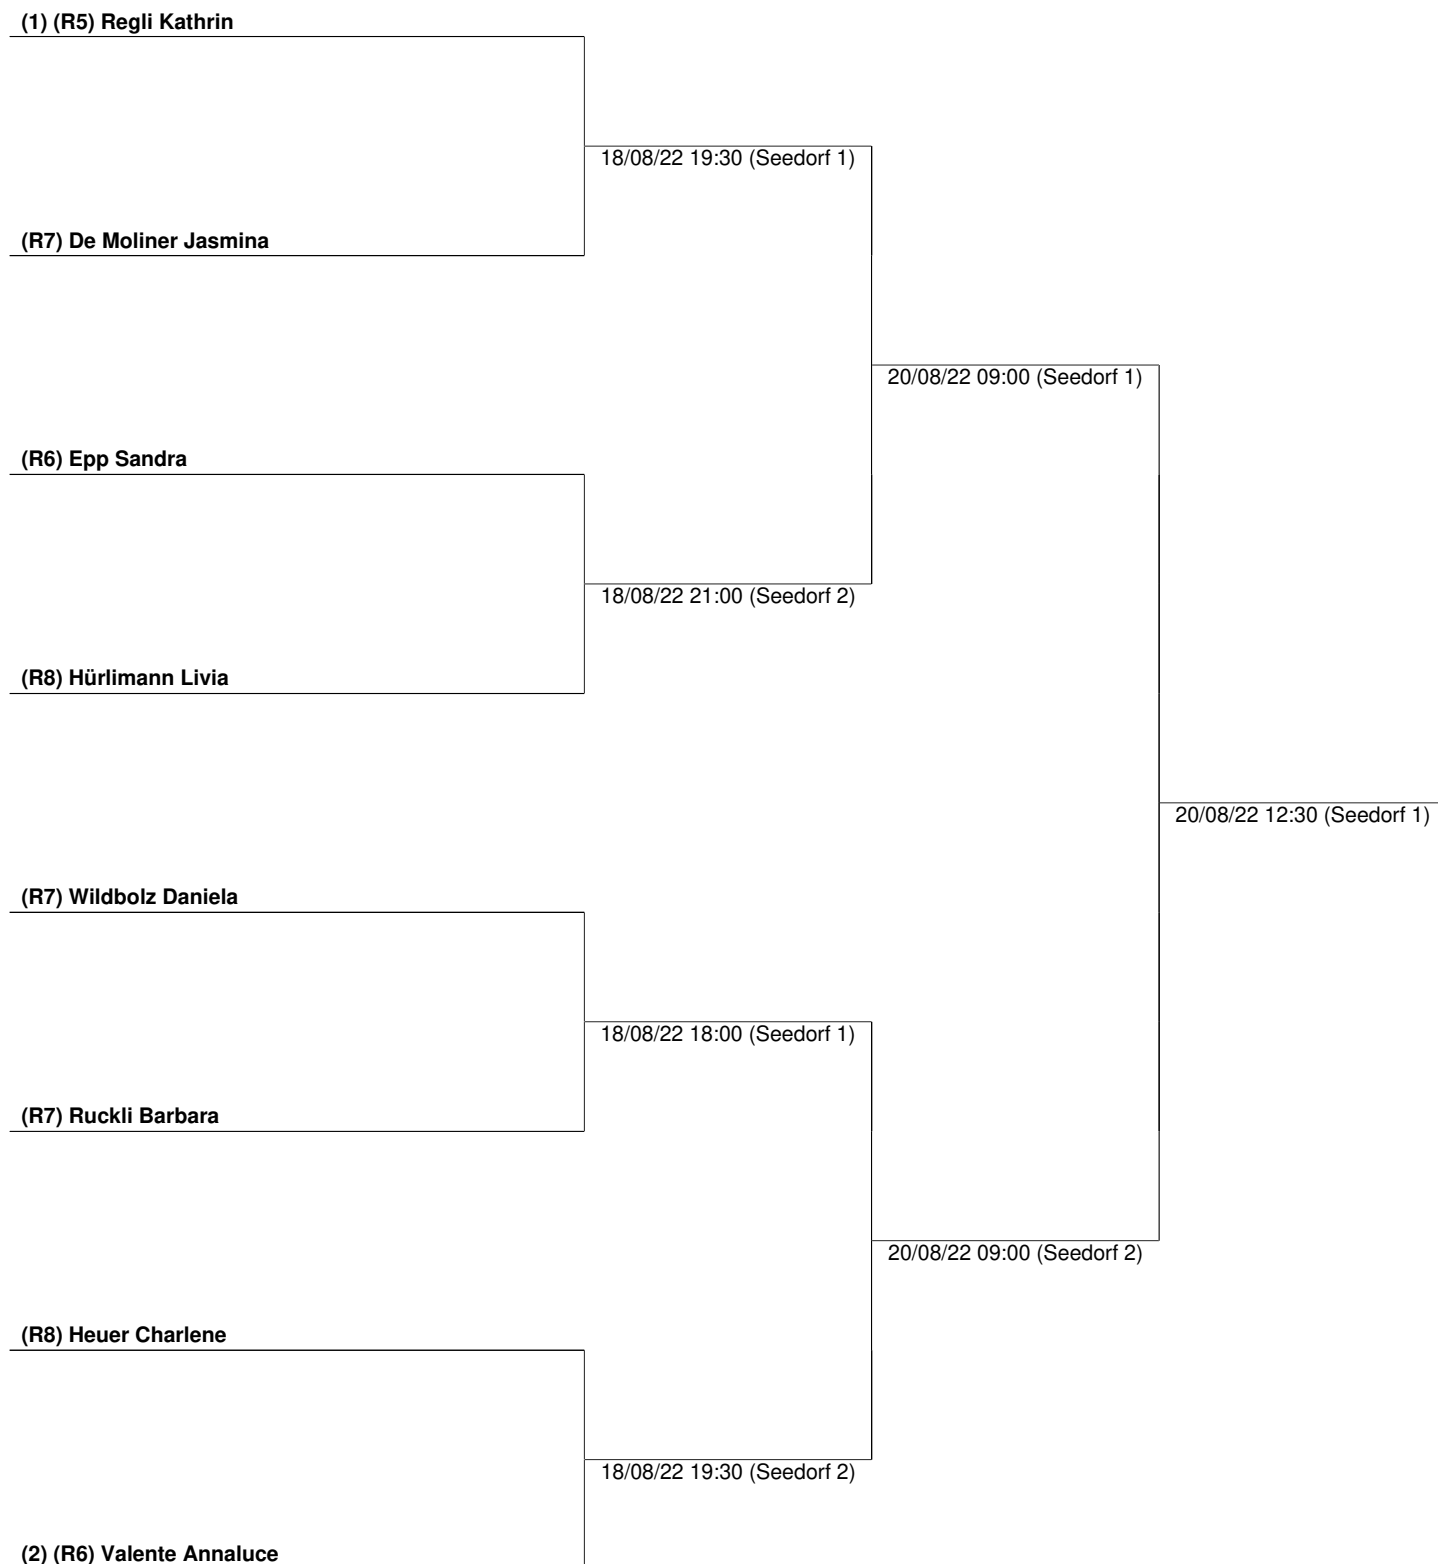 (1) (R5) Regli Kathrin
18/08/22 19:30 (Seedorf 1)
(R7) De Moliner Jasmina
20/08/22 09:00 (Seedorf 1)
(R6) Epp Sandra
18/08/22 21:00 (Seedorf 2)
(R8) Hürlimann Livia
20/08/22 12:30 (Seedorf 1)
(R7) Wildbolz Daniela
18/08/22 18:00 (Seedorf 1)
(R7) Ruckli Barbara
20/08/22 09:00 (Seedorf 2)
(R8) Heuer Charlene
18/08/22 19:30 (Seedorf 2)
(2) (R6) Valente Annaluce